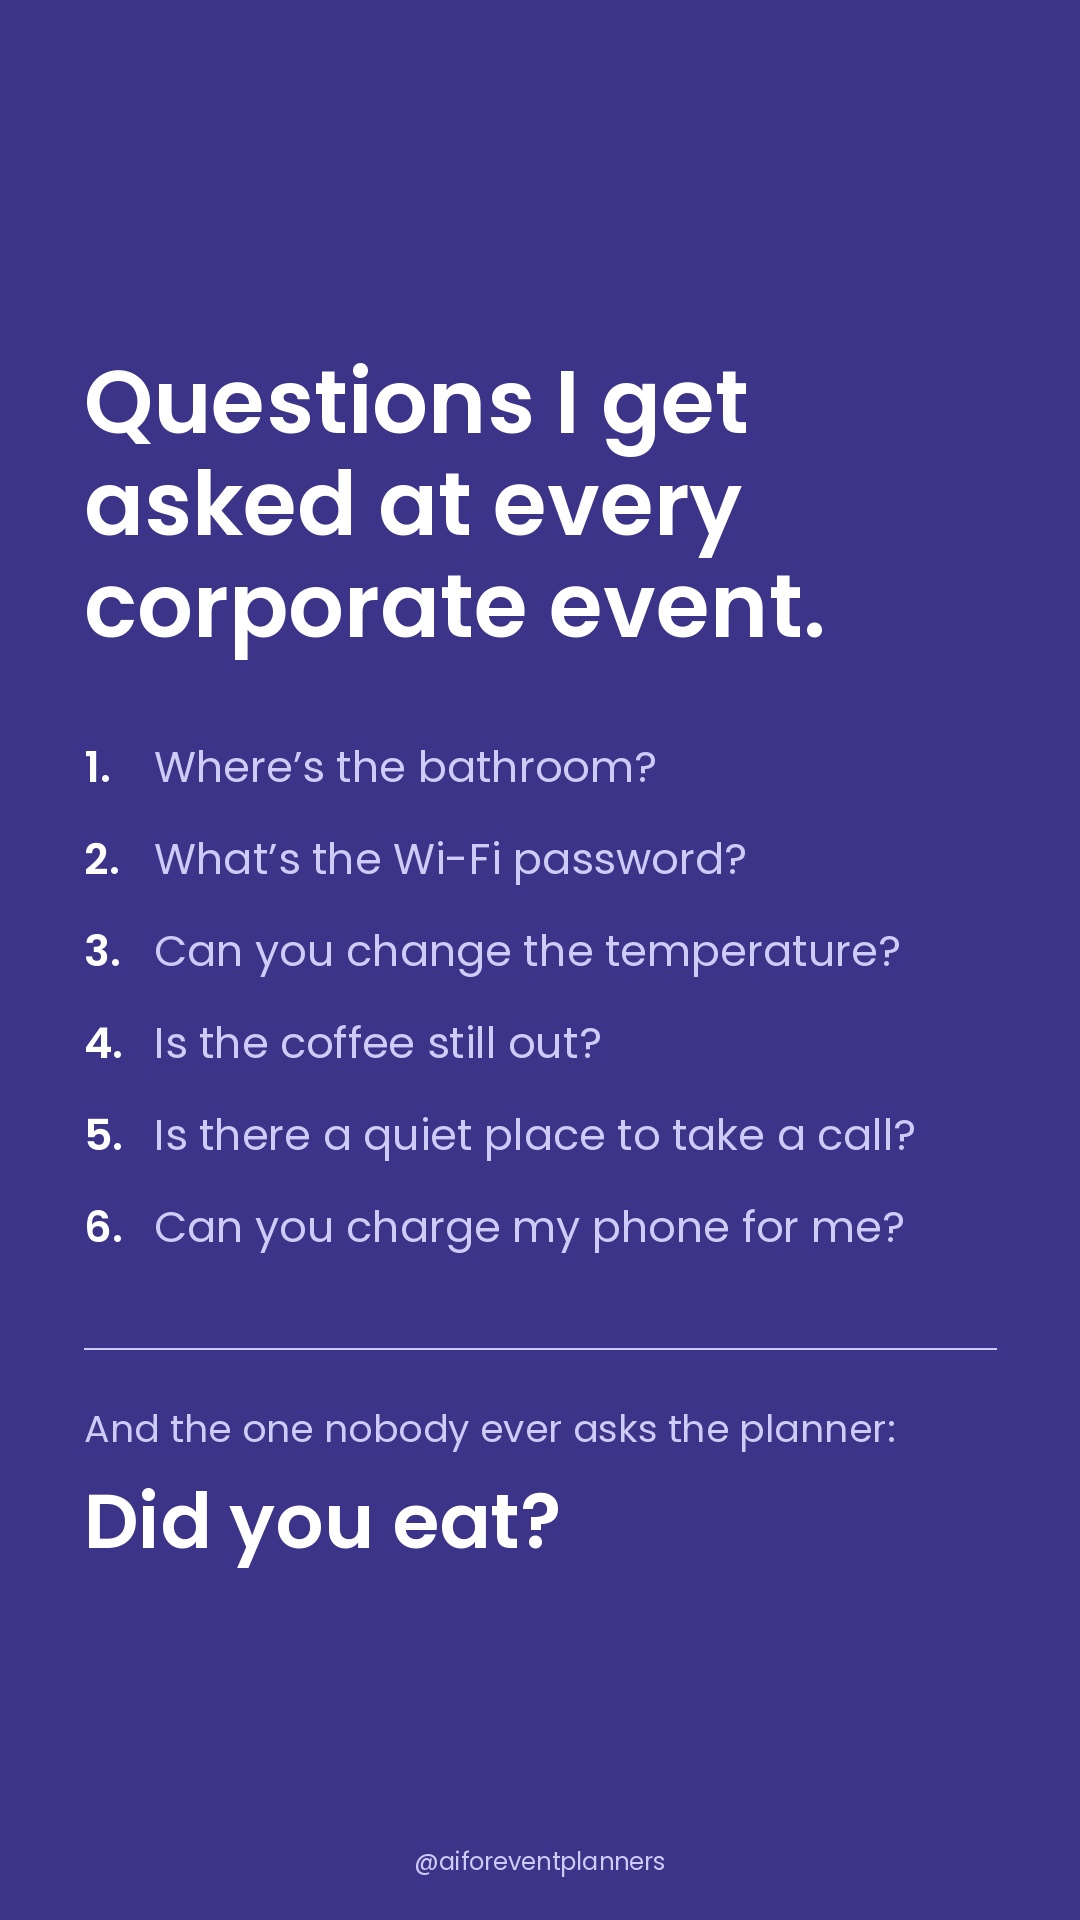 Questions I get
asked at every
corporate event.
1. Where’s the bathroom?
2. What’s the Wi-Fi password?
3. Can you change the temperature?
4. Is the coffee still out?
5. Is there a quiet place to take a call?
6. Can you charge my phone for me?
And the one nobody ever asks the planner:
Did you eat?
@aiforeventplanners